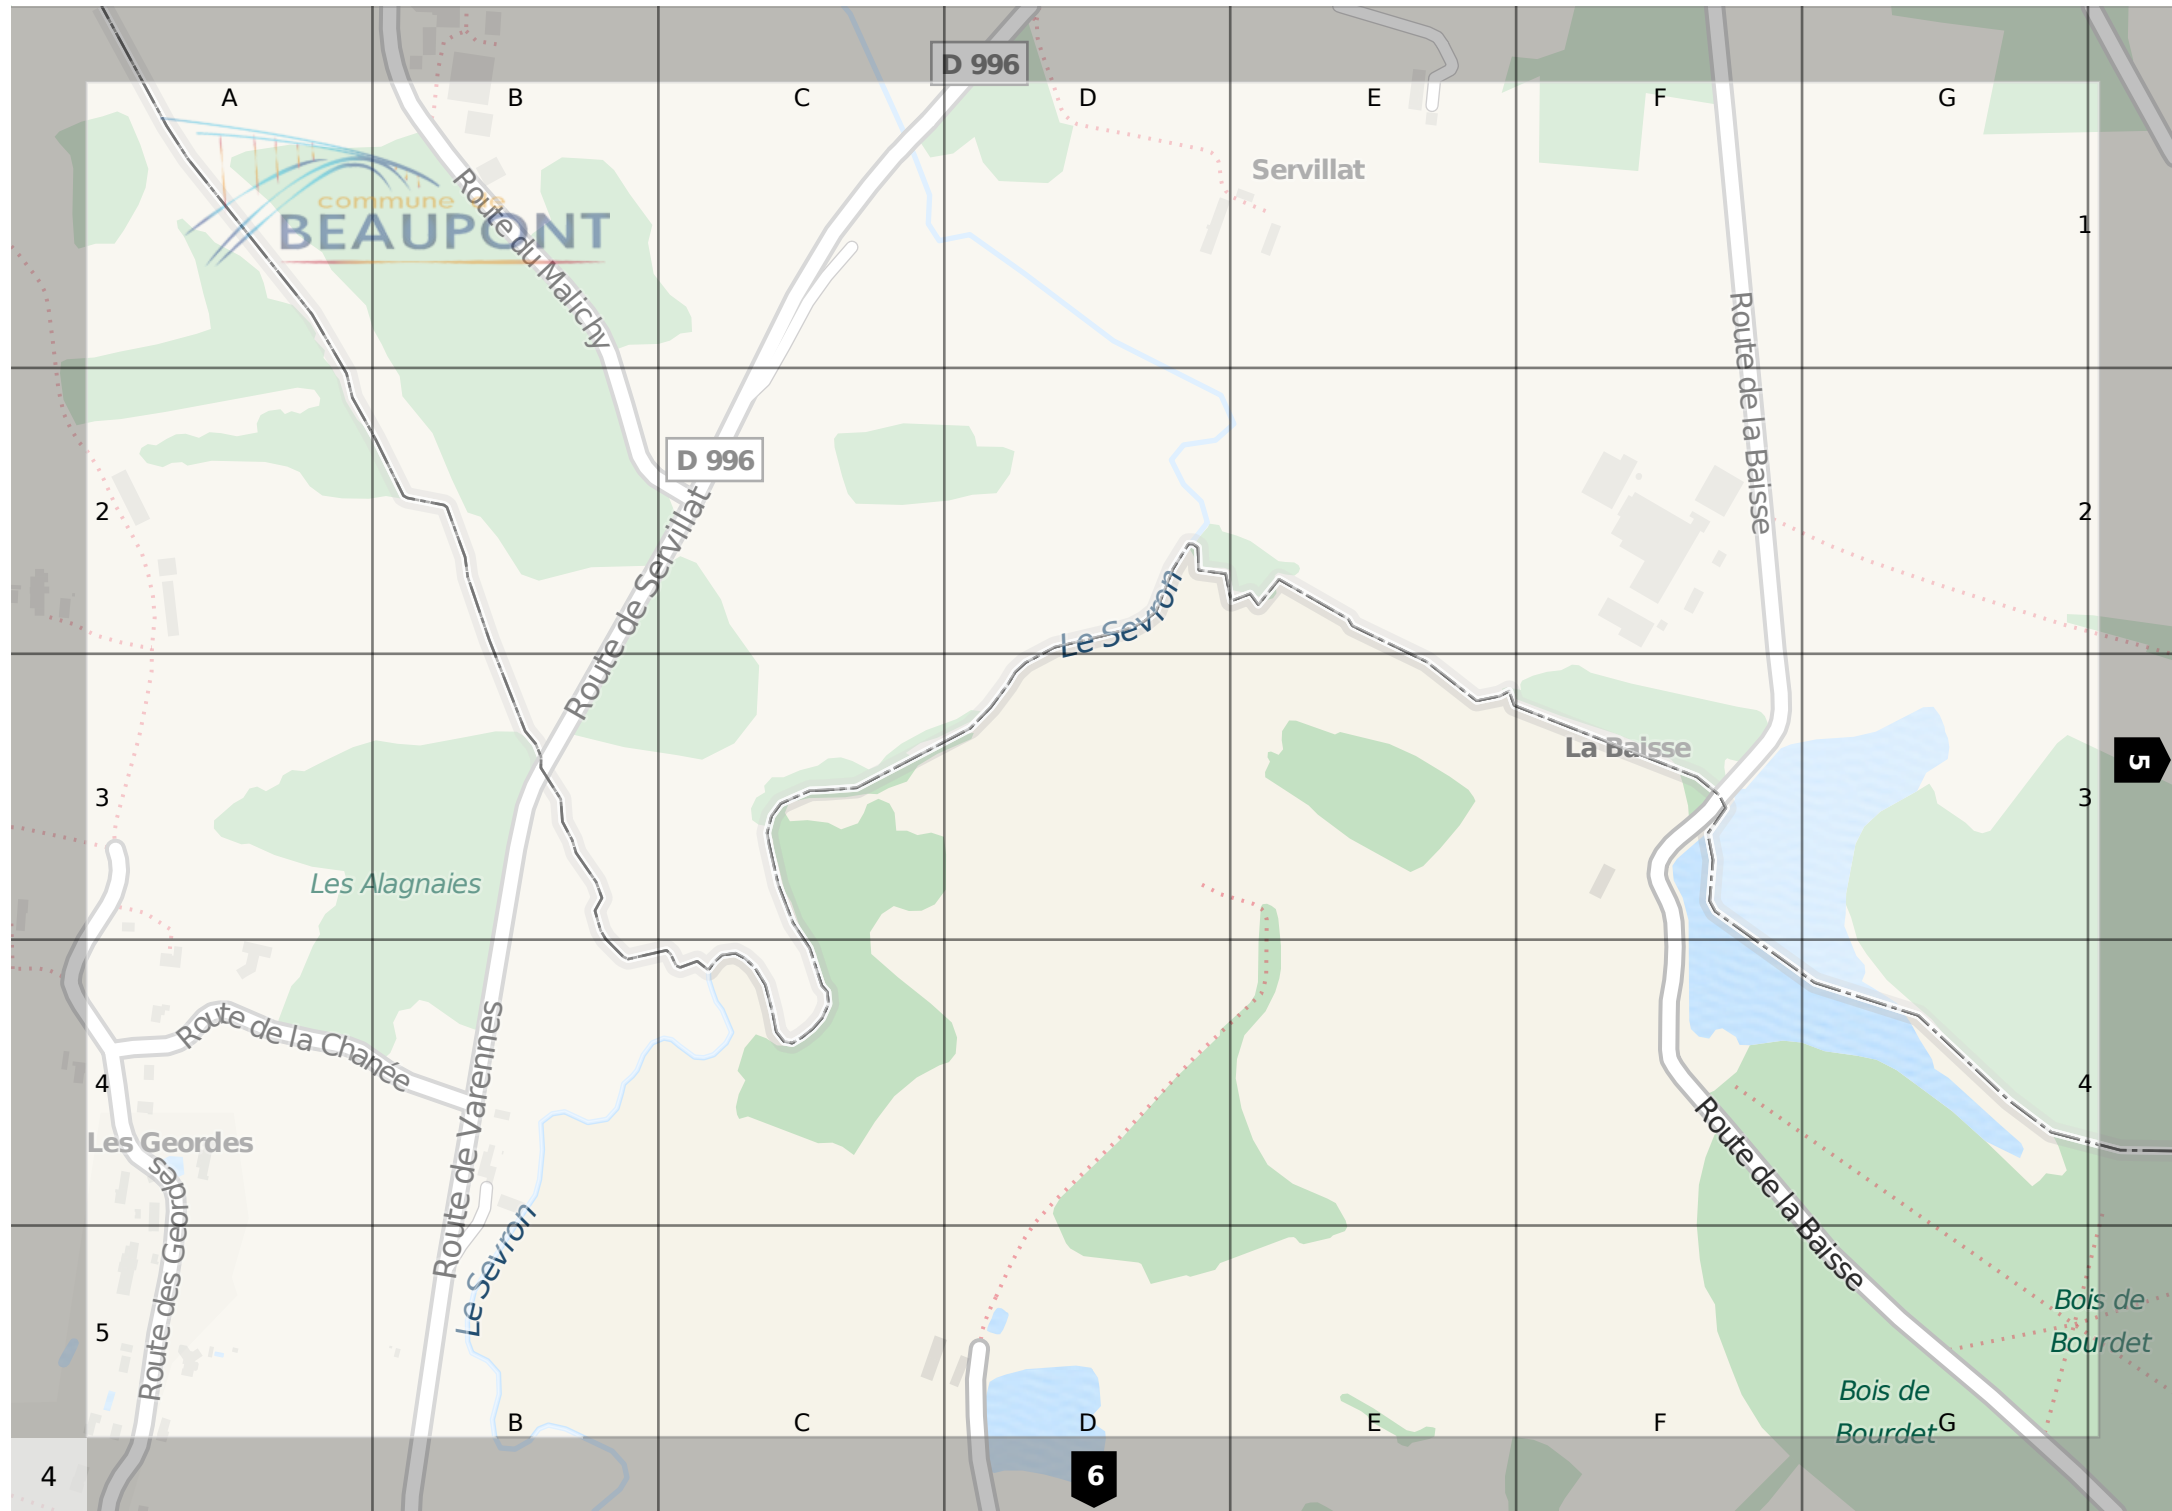 D 996
A
B
C
D
E
F
G
commune de
BEAUPONT
Route du Malichy
Servillat
1
Route de la Baisse
D 996
2
2
Route de Servillat
Le Sevron
La Baisse
5
3
3
Les Alagnaies
Route de la Chanée
Route de Varennes
4
4
Les Geordes
Route de la Baisse
Route des Geordes
Le Sevron
5
Bois de
Bourdet
Bois de
Bourdet
B
C
D
E
F
G
4
6